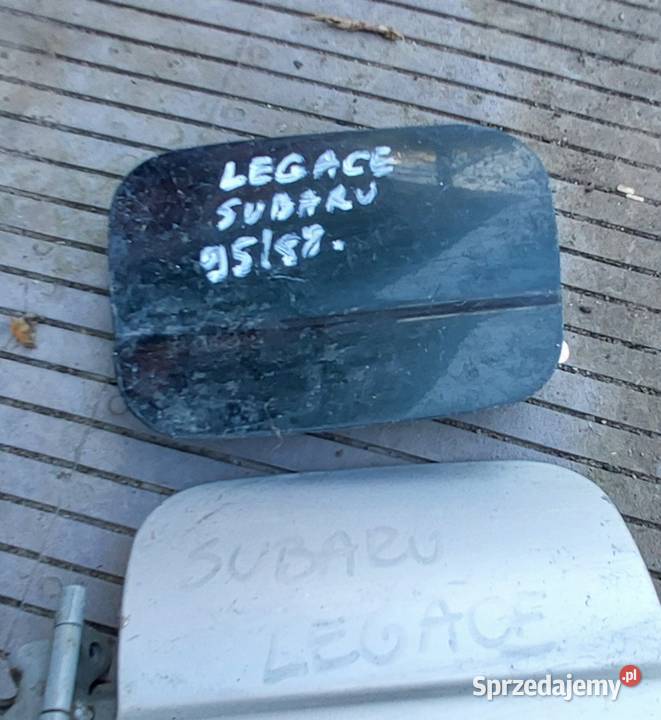 LEGACE
SUBARU
95/98.
SUBARU
LEGACE
Sprzedajemy.pl